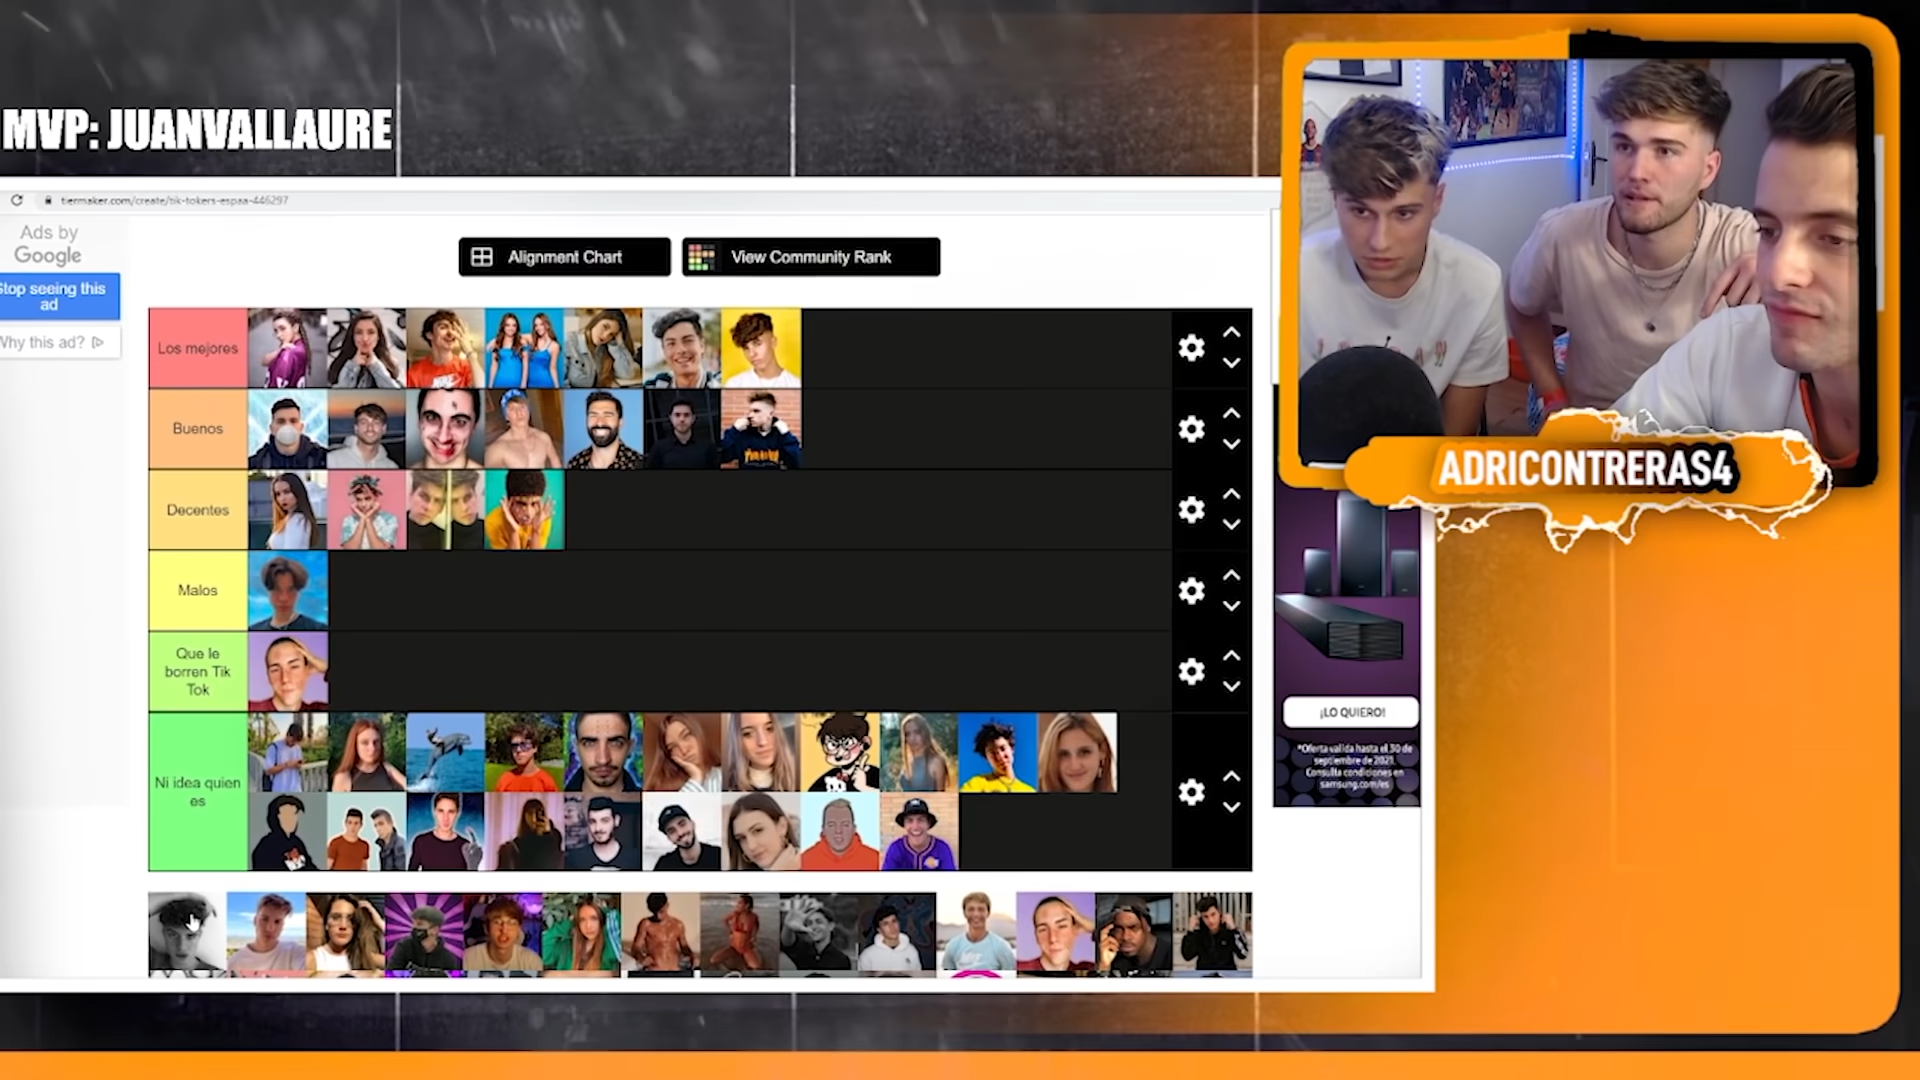 MVP: JUANVALLAURE
tiermaker.com/create/tik-tokers-espaa-446297
Ads by
Google
Stop seeing this
ad
Why this ad?
Alignment Chart
View Community Rank
Los mejores
Buenos
Decentes
Malos
Que le
borren Tik
Tok
Ni idea quien
es
ADRICONTRERAS4
¡LO QUIERO!
*Oferta valida hasta el 30 de
septiembre de 2021.
Consulta condiciones en
samsung.com/es